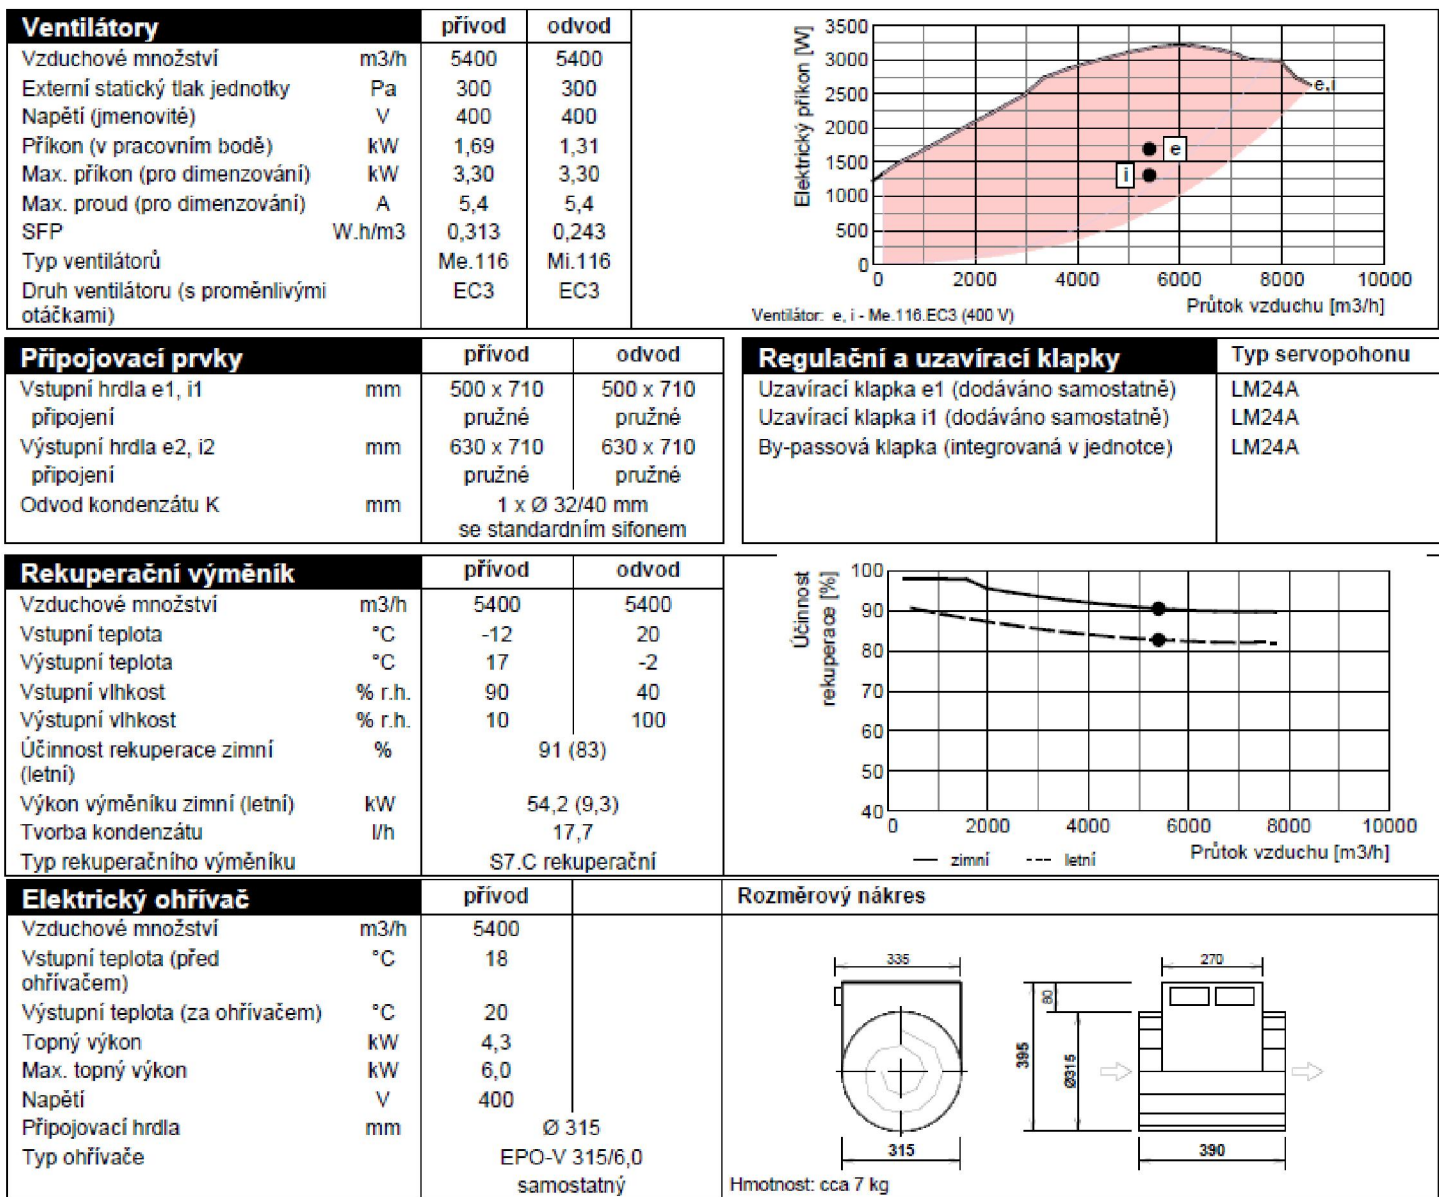 Ventilátory přívod odvod
Vzduchové množství m3/h 5400 5400
Externí statický tlak jednotky Pa 300 300
Napětí (jmenovité) V 400 400
Příkon (v pracovním bodě) kW 1,69 1,31
Max. příkon (pro dimenzování) kW 3,30 3,30
Max. proud (pro dimenzování) A 5,4 5,4
SFP W.h/m3 0,313 0,243
Typ ventilátorů Me.116 Mi.116
Druh ventilátoru (s proměnlivými EC3 EC3
otáčkami)
Elektrický příkon [W]
3500
3000
2500
2000
1500
1000
500
0
e,i
e
i
0 2000 4000 6000 8000 10000
Průtok vzduchu [m3/h]
Ventilátor: e, i - Me.116.EC3 (400 V)
Připojovací prvky přívod odvod
Vstupní hrdla e1, i1 mm 500 x 710 500 x 710
připojení pružné pružné
Výstupní hrdla e2, i2 mm 630 x 710 630 x 710
připojení pružné pružné
Odvod kondenzátu K mm 1 x Ø 32/40 mm
se standardním sifonem
Regulační a uzavírací klapky Typ servopohonu
Uzavírací klapka e1 (dodáváno samostatně) LM24A
Uzavírací klapka i1 (dodáváno samostatně) LM24A
By-passová klapka (integrovaná v jednotce) LM24A
Rekuperační výměník přívod odvod
Vzduchové množství m3/h 5400 5400
Vstupní teplota °C -12 20
Výstupní teplota °C 17 -2
Vstupní vlhkost % r.h. 90 40
Výstupní vlhkost % r.h. 10 100
Účinnost rekuperace zimní % 91 (83)
(letní)
Výkon výměníku zimní (letní) kW 54,2 (9,3)
Tvorba kondenzátu l/h 17,7
Typ rekuperačního výměníku S7.C rekuperační
Účinnost
rekuperace [%]
100
90
80
70
60
50
40
0 2000 4000 6000 8000 10000
zimní letní Průtok vzduchu [m3/h]
Elektrický ohřívač přívod
Vzduchové množství m3/h 5400
Vstupní teplota (před °C 18
ohřívačem)
Výstupní teplota (za ohřívačem) °C 20
Topný výkon kW 4,3
Max. topný výkon kW 6,0
Napětí V 400
Připojovací hrdla mm Ø 315
Typ ohřívače EPO-V 315/6,0
samostatný
Rozměrový nákres
335
270
80
395
Ø315
315
390
Hmotnost: cca 7 kg